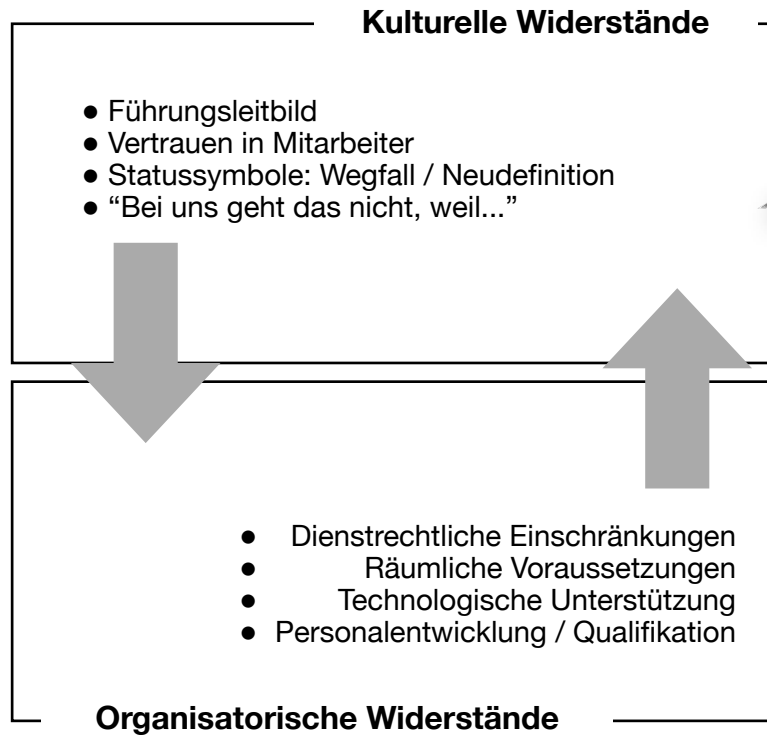 Kulturelle Widerstände
● Führungsleitbild
● Vertrauen in Mitarbeiter
● Statussymbole: Wegfall / Neudefinition
● “Bei uns geht das nicht, weil...”
● Dienstrechtliche Einschränkungen
● Räumliche Voraussetzungen
● Technologische Unterstützung
● Personalentwicklung / Qualifikation
Organisatorische Widerstände